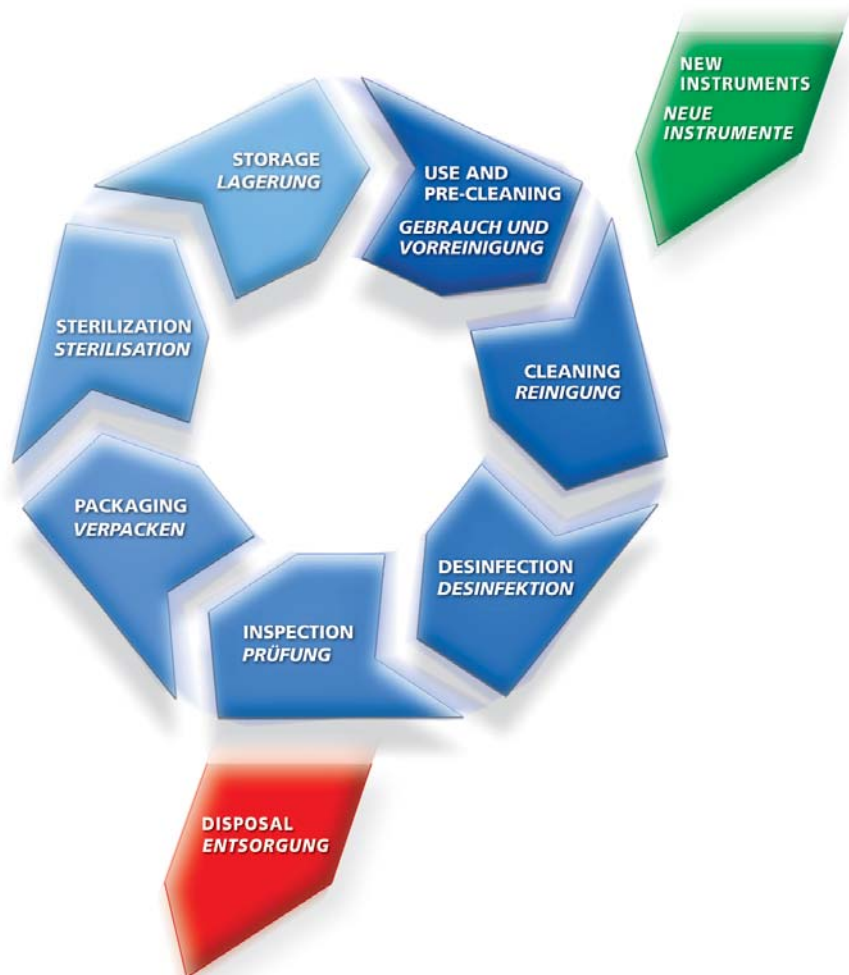 NEW
INSTRUMENTS
NEUE
INSTRUMENTE
STORAGE
LAGERUNG
USE AND
PRE-CLEANING
GEBRAUCH UND
VORREINIGUNG
STERILIZATION
STERILISATION
CLEANING
REINIGUNG
PACKAGING
VERPACKEN
DESINFECTION
DESINFEKTION
INSPECTION
PRÜFUNG
DISPOSAL
ENTSORGUNG